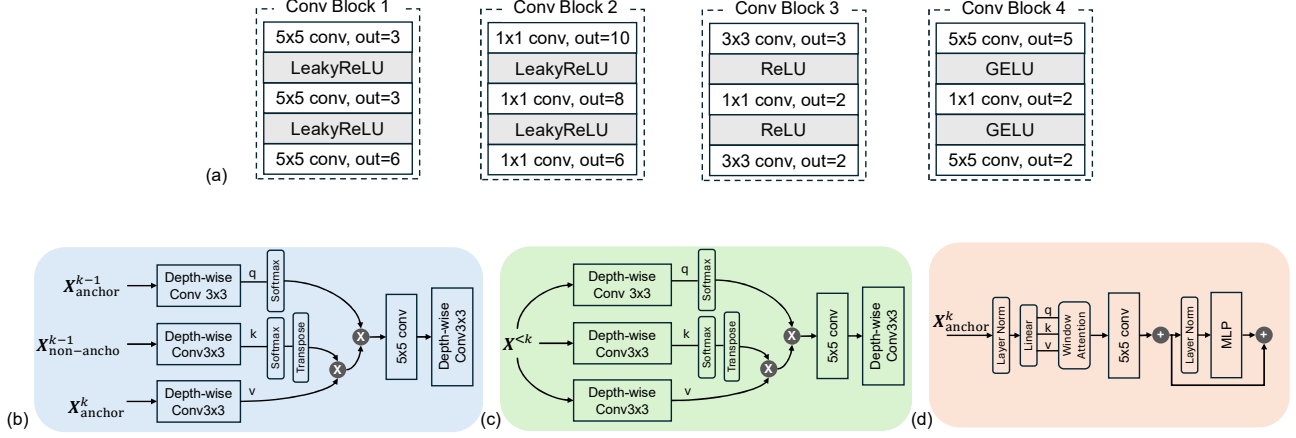 Conv Block 1
5x5 conv, out=3
LeakyReLU
5x5 conv, out=3
LeakyReLU
5x5 conv, out=6
Conv Block 2
1x1 conv, out=10
LeakyReLU
1x1 conv, out=8
LeakyReLU
1x1 conv, out=6
Conv Block 3
3x3 conv, out=3
ReLU
1x1 conv, out=2
ReLU
3x3 conv, out=2
Conv Block 4
5x5 conv, out=5
GELU
1x1 conv, out=2
GELU
5x5 conv, out=2
(a)
X^{k-1}_{anchor}
Depth-wise
Conv 3x3
q
Softmax
X^{k-1}_{non-ancho}
Depth-wise
Conv3x3
k
Softmax
Transpose
X^{k}_{anchor}
Depth-wise
Conv3x3
v
X
X
5x5 conv
Depth-wise
Conv3x3
(b)
X^{<k}
Depth-wise
Conv 3x3
q
Softmax
Depth-wise
Conv3x3
k
Softmax
Transpose
Depth-wise
Conv3x3
v
X
X
5x5 conv
Depth-wise
Conv3x3
(c)
X^{k}_{anchor}
Layer Norm
Linear
q
k
v
Window
Attention
5x5 conv
+
Layer Norm
MLP
+
(d)